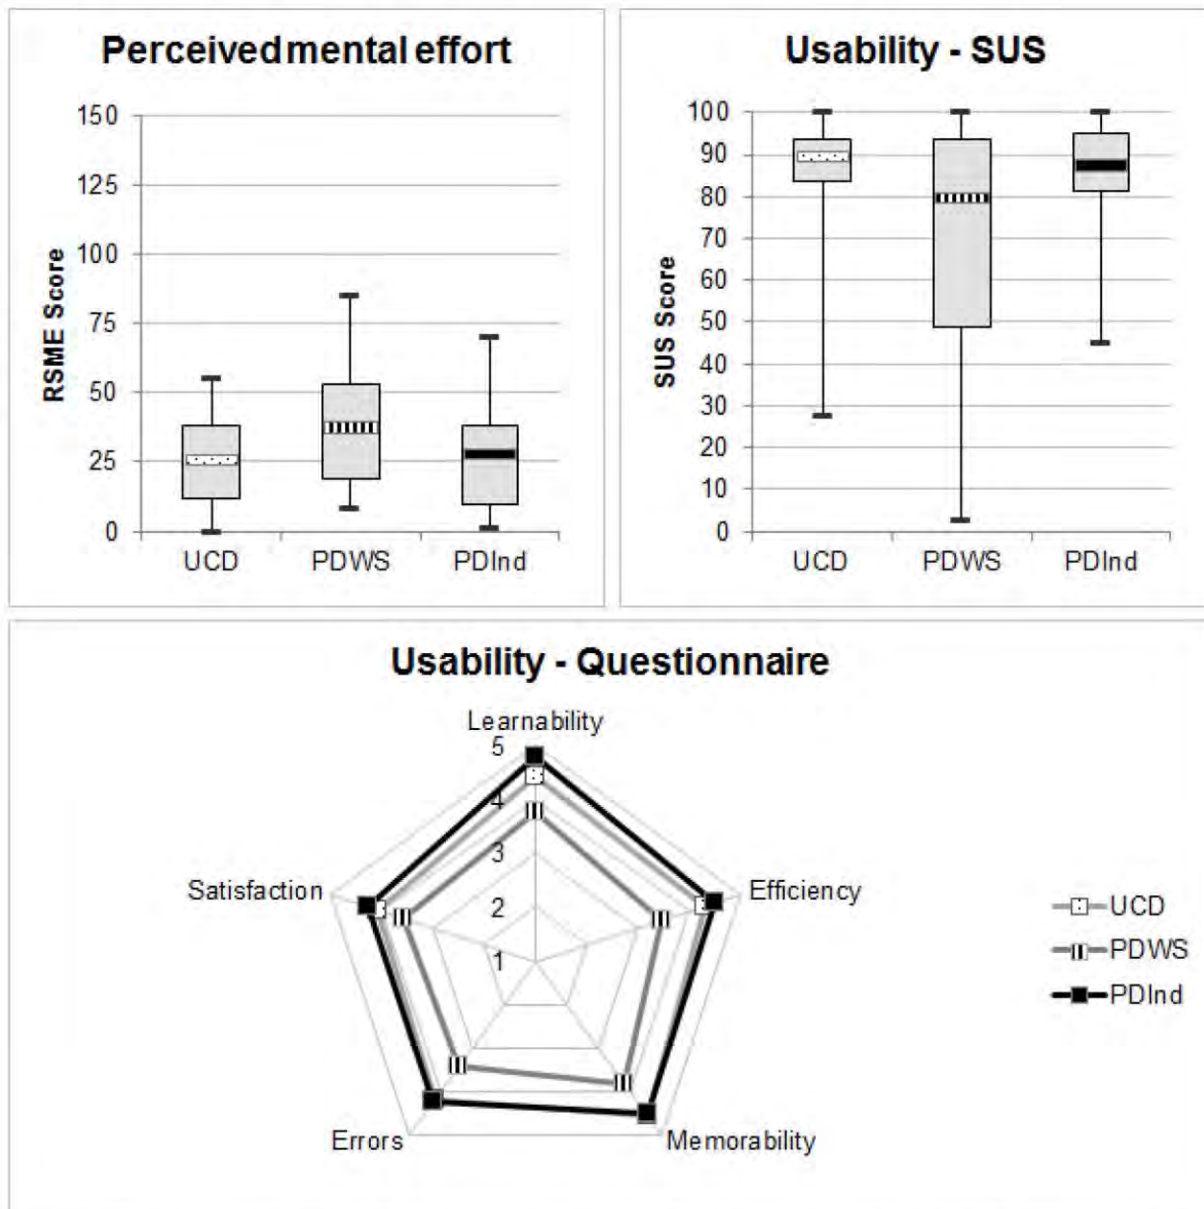 Perceived mental effort
150
125
100
75
50
25
0
RSME Score
UCD PDWS PDInd
Usability - SUS
100
90
80
70
60
50
40
30
20
10
0
SUS Score
UCD PDWS PDInd
Usability - Questionnaire
Learnability
5
4
3
2
1
Satisfaction
Efficiency
Errors
Memorability
UCD
PDWS
PDInd